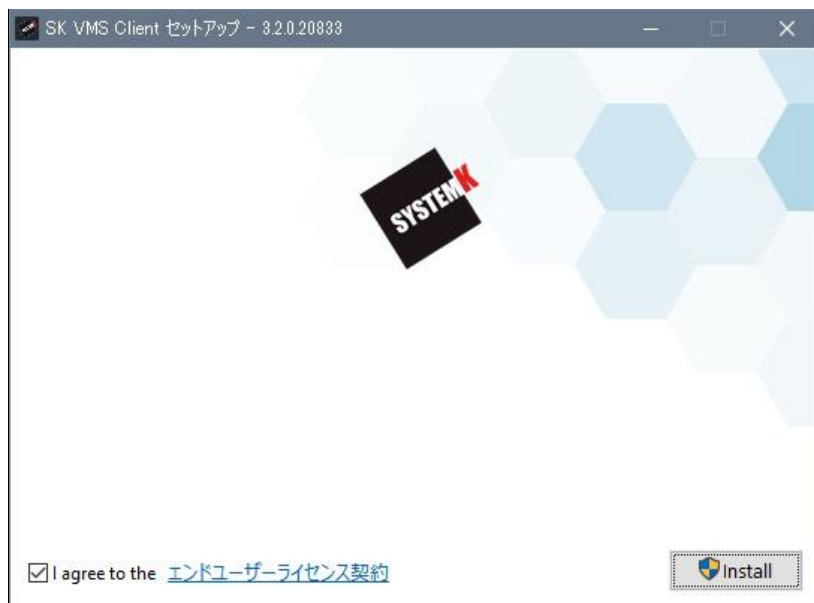 SK VMS Client セットアップ - 3.2.0.20833
SYSTEMK
I agree to the エンドユーザーライセンス契約
Install